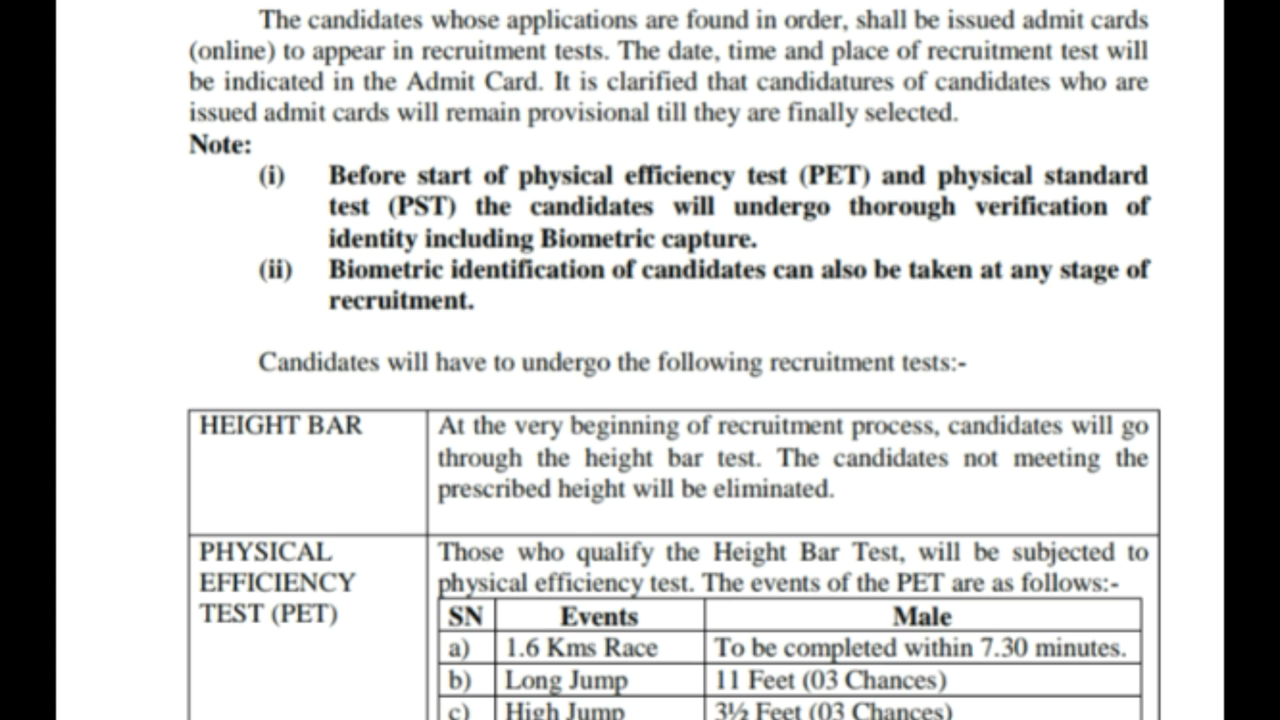 The candidates whose applications are found in order, shall be issued admit cards
(online) to appear in recruitment tests. The date, time and place of recruitment test will
be indicated in the Admit Card. It is clarified that candidatures of candidates who are
issued admit cards will remain provisional till they are finally selected.
Note:
(i) Before start of physical efficiency test (PET) and physical standard
test (PST) the candidates will undergo thorough verification of
identity including Biometric capture.
(ii) Biometric identification of candidates can also be taken at any stage of
recruitment.
Candidates will have to undergo the following recruitment tests:-
HEIGHT BAR At the very beginning of recruitment process, candidates will go
through the height bar test. The candidates not meeting the
prescribed height will be eliminated.
PHYSICAL Those who qualify the Height Bar Test, will be subjected to
EFFICIENCY physical efficiency test. The events of the PET are as follows:-
TEST (PET) SN Events Male
a) 1.6 Kms Race To be completed within 7.30 minutes.
b) Long Jump 11 Feet (03 Chances)
c) High Jump 3½ Feet (03 Chances)